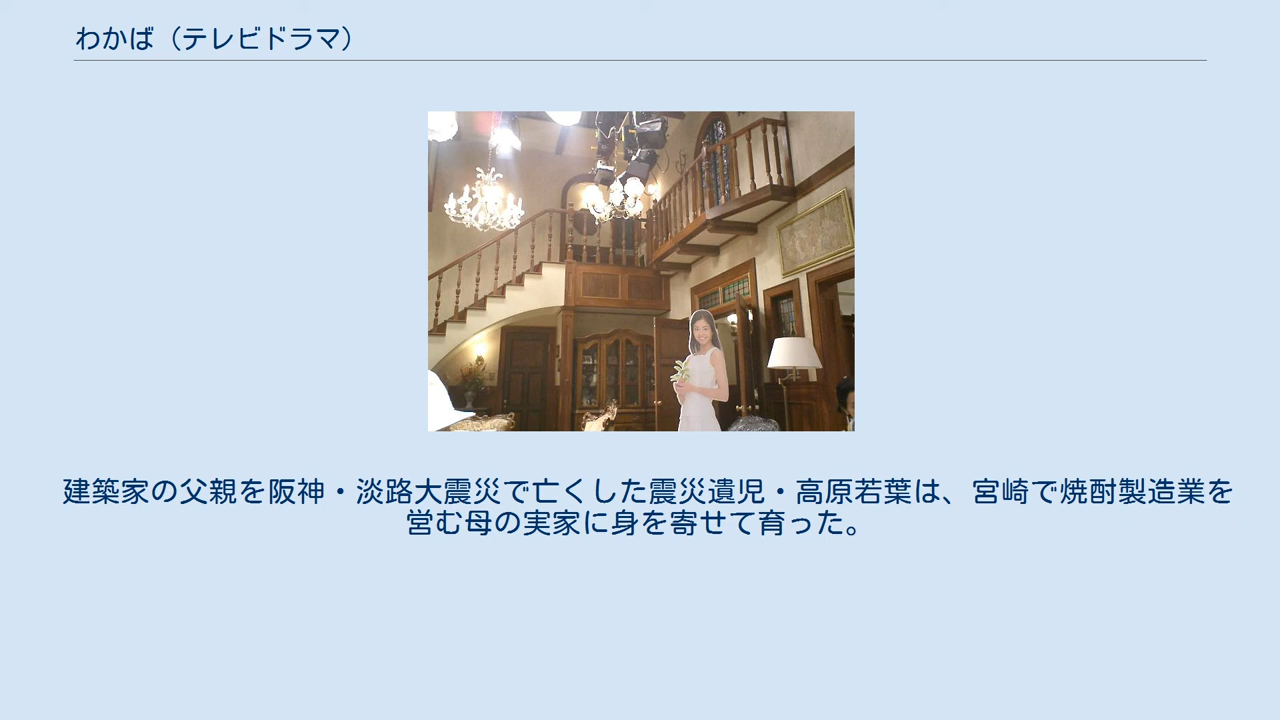 わかば（テレビドラマ）
建築家の父親を阪神・淡路大震災で亡くした震災遺児・高原若葉は、宮崎で焼酎製造業を
営む母の実家に身を寄せて育った。